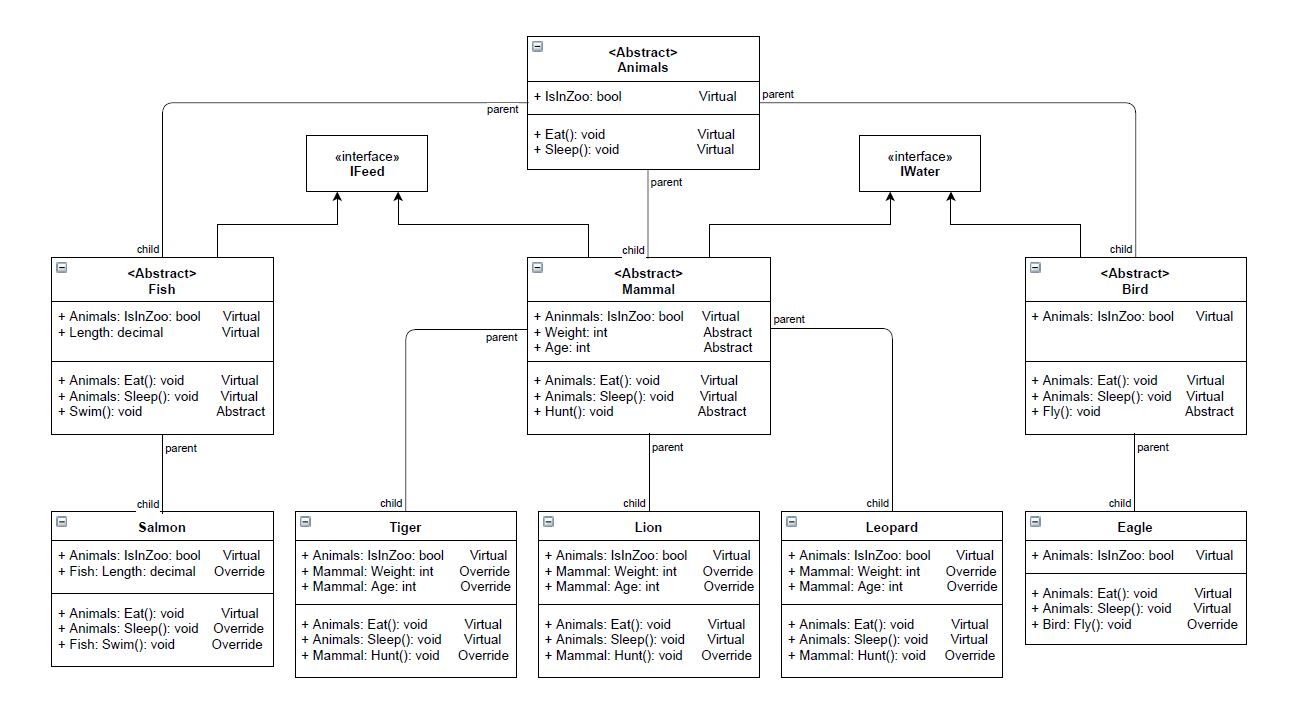 <Abstract>
Animals
+ IsInZoo: bool Virtual
+ Eat(): void Virtual
+ Sleep(): void Virtual
parent
parent
parent
«interface»
IFeed
«interface»
IWater
child
child
child
<Abstract>
Fish
+ Animals: IsInZoo: bool Virtual
+ Length: decimal Virtual
+ Animals: Eat(): void Virtual
+ Animals: Sleep(): void Virtual
+ Swim(): void Abstract
<Abstract>
Mammal
+ Aninmals: IsInZoo: bool Virtual
+ Weight: int Abstract
+ Age: int Abstract
+ Animals: Eat(): void Virtual
+ Animals: Sleep(): void Virtual
+ Hunt(): void Abstract
<Abstract>
Bird
+ Animals: IsInZoo: bool Virtual
+ Animals: Eat(): void Virtual
+ Animals: Sleep(): void Virtual
+ Fly(): void Abstract
parent
parent
parent
parent
parent
child
child
child
child
child
Salmon
+ Animals: IsInZoo: bool Virtual
+ Fish: Length: decimal Override
+ Animals: Eat(): void Virtual
+ Animals: Sleep(): void Override
+ Fish: Swim(): void Override
Tiger
+ Animals: IsInZoo: bool Virtual
+ Mammal: Weight: int Override
+ Mammal: Age: int Override
+ Animals: Eat(): void Virtual
+ Animals: Sleep(): void Virtual
+ Mammal: Hunt(): void Override
Lion
+ Animals: IsInZoo: bool Virtual
+ Mammal: Weight: int Override
+ Mammal: Age: int Override
+ Animals: Eat(): void Virtual
+ Animals: Sleep(): void Virtual
+ Mammal: Hunt(): void Override
Leopard
+ Animals: IsInZoo: bool Virtual
+ Mammal: Weight: int Override
+ Mammal: Age: int Override
+ Animals: Eat(): void Virtual
+ Animals: Sleep(): void Virtual
+ Mammal: Hunt(): void Override
Eagle
+ Animals: IsInZoo: bool Virtual
+ Animals: Eat(): void Virtual
+ Animals: Sleep(): void Virtual
+ Bird: Fly(): void Override